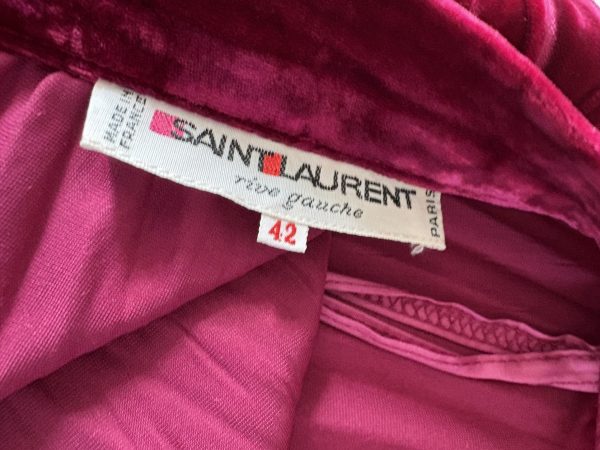 MADE IN
FRANCE
SAINT LAURENT
rive gauche
PARIS
42